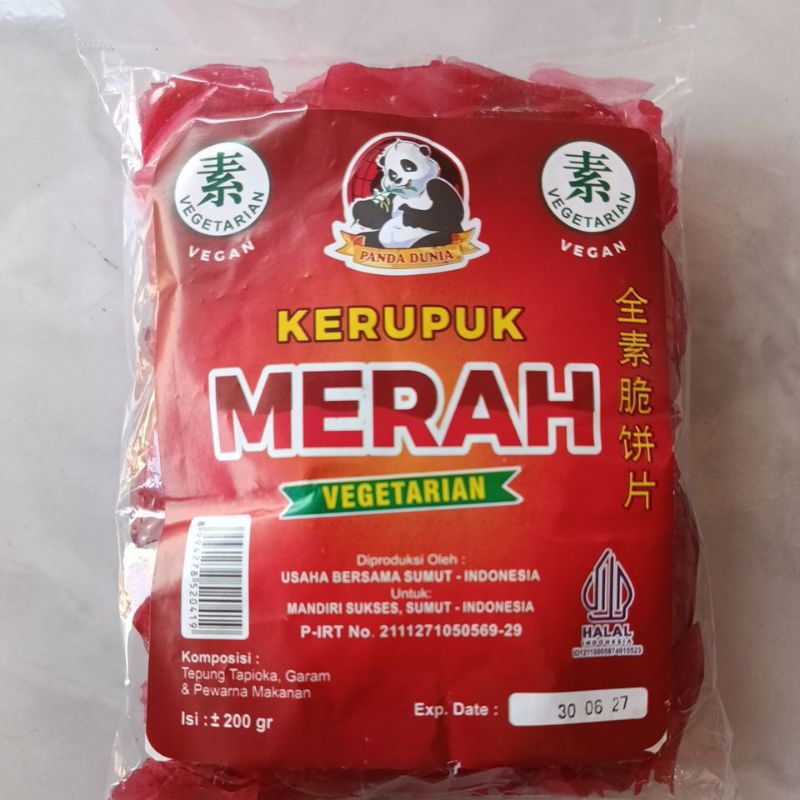 素
VEGETARIAN
VEGAN
PANDA DUNIA
素
VEGETARIAN
VEGAN
KERUPUK
MERAH
VEGETARIAN
全素脆饼片
Diproduksi Oleh :
USAHA BERSAMA SUMUT - INDONESIA
Untuk:
MANDIRI SUKSES, SUMUT - INDONESIA
P-IRT No. 2111271050569-29
8994278520419
HALAL
INDONESIA
ID12110005874910523
Komposisi :
Tepung Tapioka, Garam
& Pewarna Makanan
Isi : ± 200 gr
Exp. Date :
30 06 27